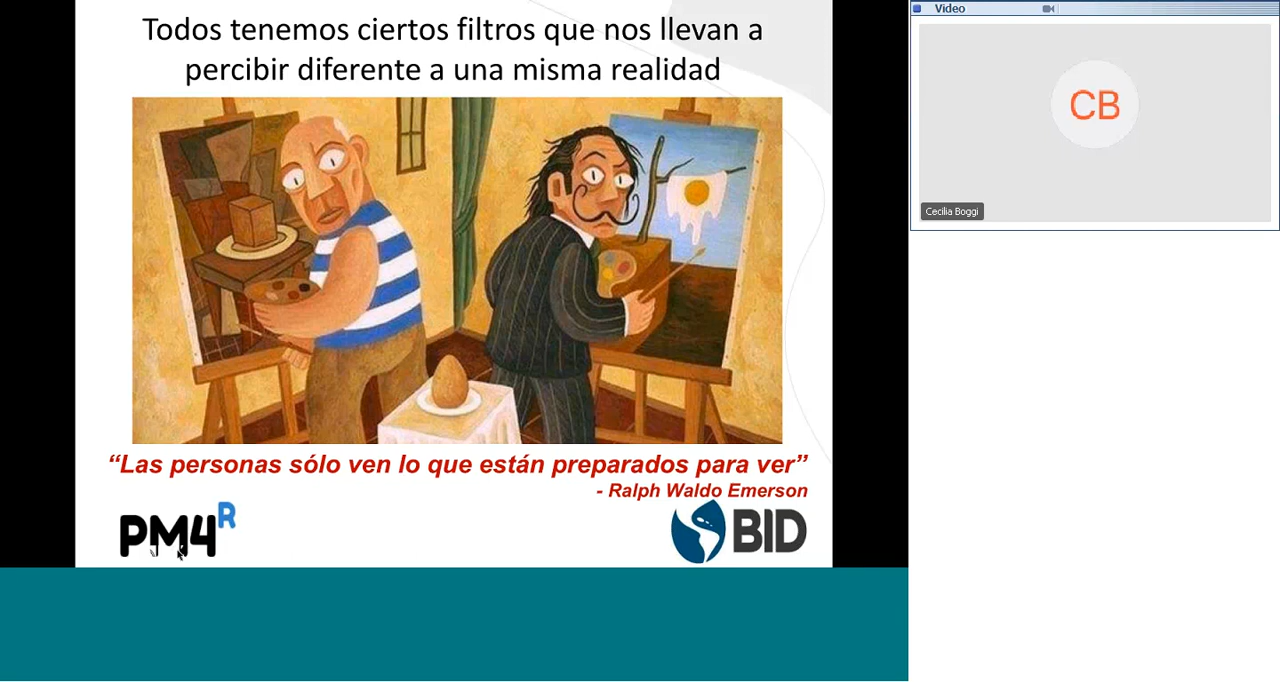 Todos tenemos ciertos filtros que nos llevan a
percibir diferente a una misma realidad
“Las personas sólo ven lo que están preparados para ver”
- Ralph Waldo Emerson
PM4R
BID
Video
CB
Cecilia Boggi